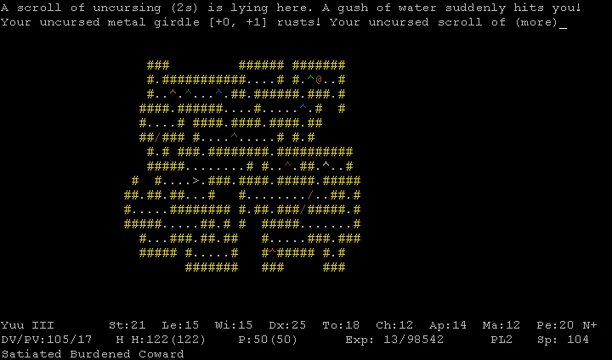 A scroll of uncursing (2s) is lying here. A gush of water suddenly hits you!
Your uncursed metal girdle [+0, +1] rusts! Your uncursed scroll of (more)_
Yuu III St:21 Le:15 Wi:15 Dx:25 To:18 Ch:12 Ap:14 Ma:12 Pe:20 N+
DV/PV:105/17 H H:122(122) P:50(50) Exp: 13/98542 PL2 Sp: 104
Satiated Burdened Coward